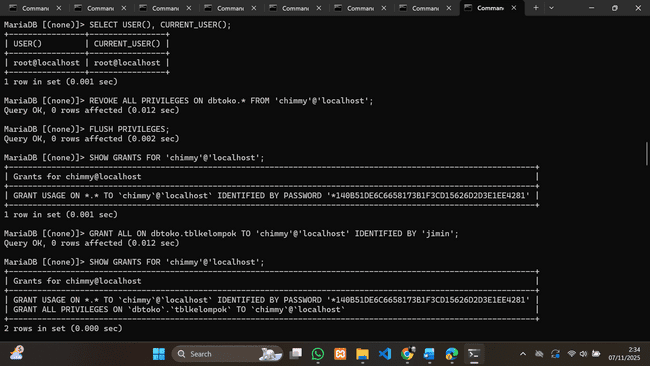 Comman Comman Comman Comman Comman Comman Comman Comman
MariaDB [(none)]> SELECT USER(), CURRENT_USER();
+----------------+----------------+
| USER()         | CURRENT_USER() |
+----------------+----------------+
| root@localhost | root@localhost |
+----------------+----------------+
1 row in set (0.001 sec)
MariaDB [(none)]> REVOKE ALL PRIVILEGES ON dbtoko.* FROM 'chimmy'@'localhost';
Query OK, 0 rows affected (0.012 sec)
MariaDB [(none)]> FLUSH PRIVILEGES;
Query OK, 0 rows affected (0.002 sec)
MariaDB [(none)]> SHOW GRANTS FOR 'chimmy'@'localhost';
+---------------------------------------------------------------------------------------------------------------+
| Grants for chimmy@localhost                                                                                   |
+---------------------------------------------------------------------------------------------------------------+
| GRANT USAGE ON *.* TO `chimmy`@`localhost` IDENTIFIED BY PASSWORD '*140B51DE6C6658173B1F3CD15626D2D3E1EE4281' |
+---------------------------------------------------------------------------------------------------------------+
1 row in set (0.001 sec)
MariaDB [(none)]> GRANT ALL ON dbtoko.tblkelompok TO 'chimmy'@'localhost' IDENTIFIED BY 'jimin';
Query OK, 0 rows affected (0.012 sec)
MariaDB [(none)]> SHOW GRANTS FOR 'chimmy'@'localhost';
+---------------------------------------------------------------------------------------------------------------+
| Grants for chimmy@localhost                                                                                   |
+---------------------------------------------------------------------------------------------------------------+
| GRANT USAGE ON *.* TO `chimmy`@`localhost` IDENTIFIED BY PASSWORD '*140B51DE6C6658173B1F3CD15626D2D3E1EE4281' |
| GRANT ALL PRIVILEGES ON `dbtoko`.`tblkelompok` TO `chimmy`@`localhost`                                        |
+---------------------------------------------------------------------------------------------------------------+
2 rows in set (0.000 sec)
Search
2:34
07/11/2025